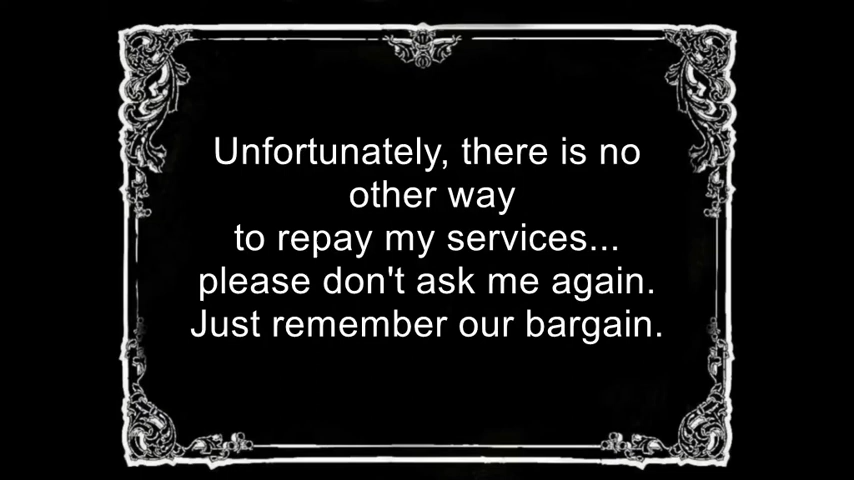 Unfortunately, there is no
other way
to repay my services...
please don't ask me again.
Just remember our bargain.